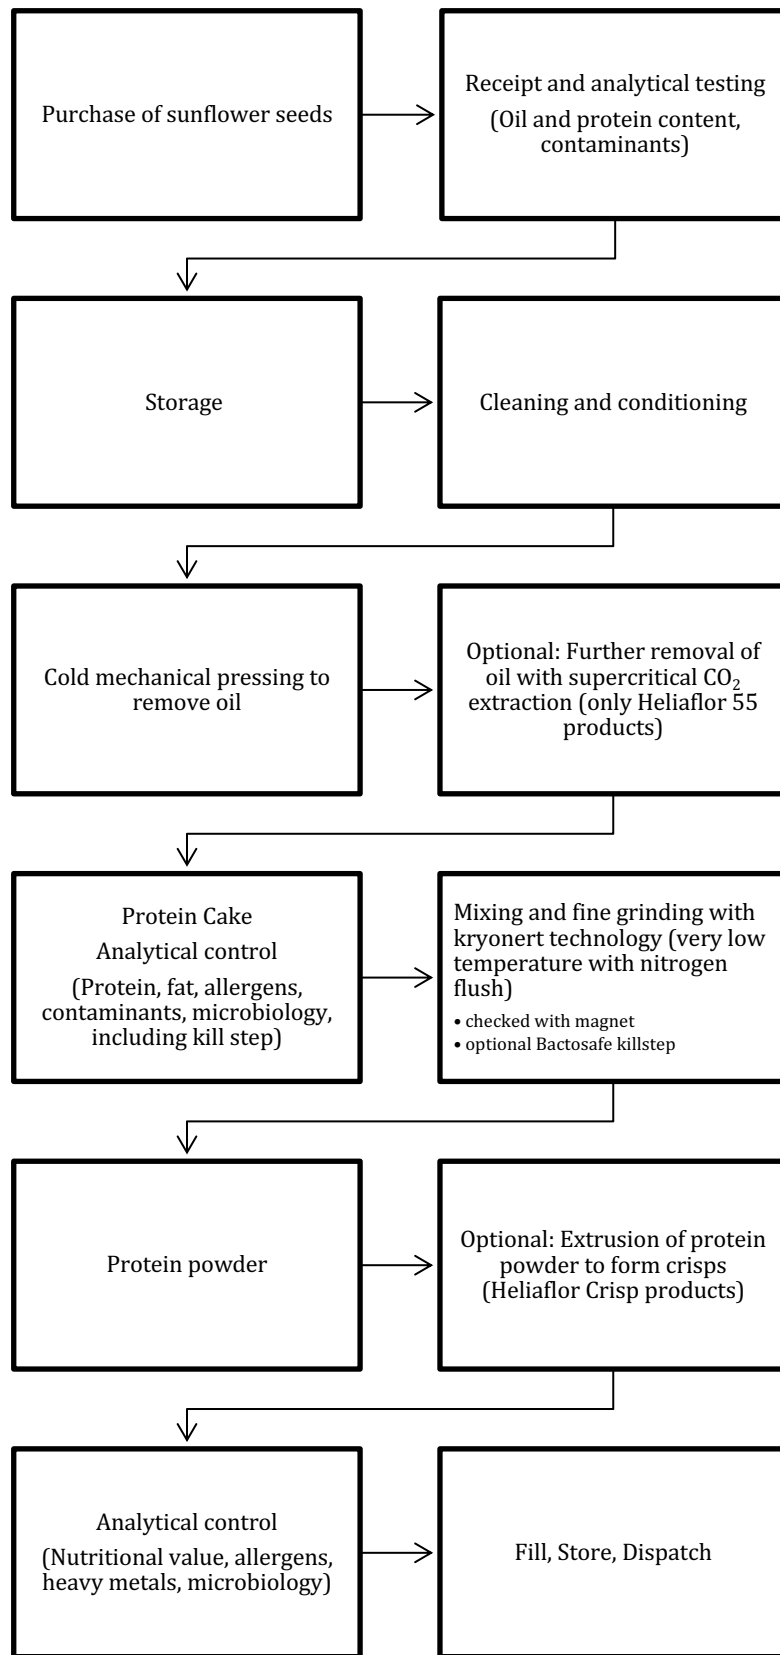 Purchase of sunflower seeds
Receipt and analytical testing
(Oil and protein content,
contaminants)
Storage
Cleaning and conditioning
Cold mechanical pressing to
remove oil
Optional: Further removal of
oil with supercritical CO₂
extraction (only Heliaflor 55
products)
Protein Cake
Analytical control
(Protein, fat, allergens,
contaminants, microbiology,
including kill step)
Mixing and fine grinding with
kryonert technology (very low
temperature with nitrogen
flush)
• checked with magnet
• optional Bactosafe killstep
Protein powder
Optional: Extrusion of protein
powder to form crisps
(Heliaflor Crisp products)
Analytical control
(Nutritional value, allergens,
heavy metals, microbiology)
Fill, Store, Dispatch